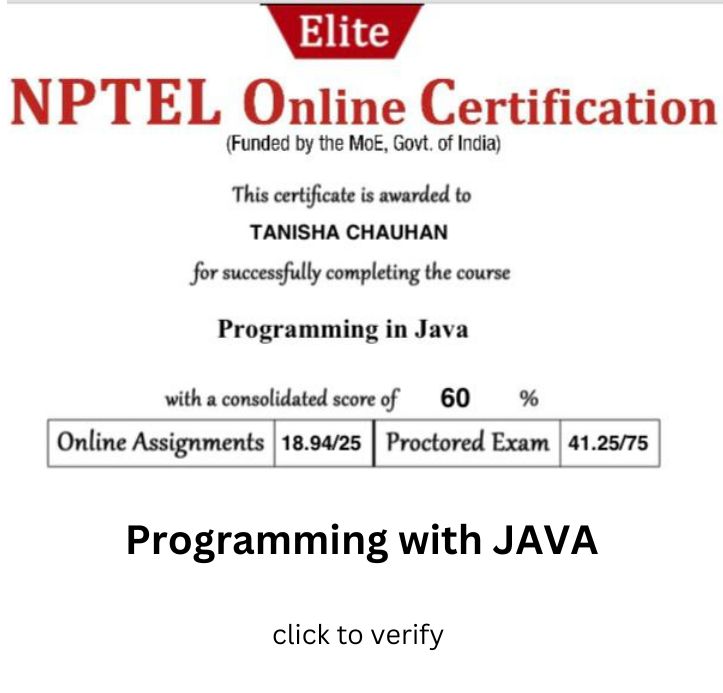 Elite
NPTEL Online Certification
(Funded by the MoE, Govt. of India)
This certificate is awarded to
TANISHA CHAUHAN
for successfully completing the course
Programming in Java
with a consolidated score of 60 %
Online Assignments 18.94/25 Proctored Exam 41.25/75
Programming with JAVA
click to verify